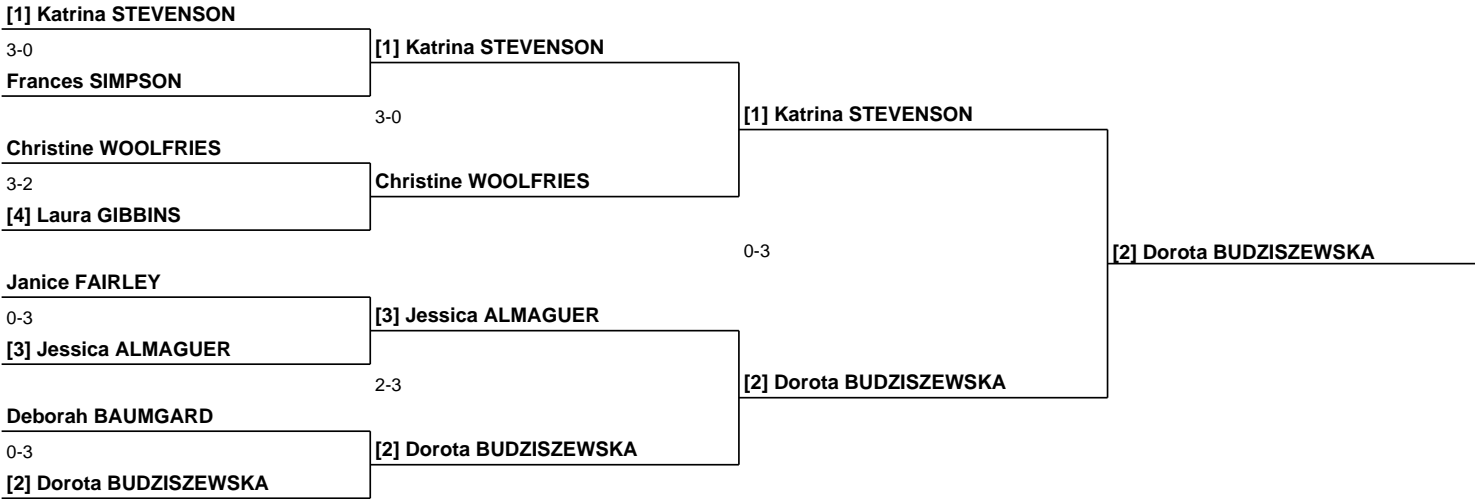 [1] Katrina STEVENSON
3-0
[1] Katrina STEVENSON
Frances SIMPSON
3-0
[1] Katrina STEVENSON
Christine WOOLFRIES
3-2
Christine WOOLFRIES
[4] Laura GIBBINS
0-3
[2] Dorota BUDZISZEWSKA
Janice FAIRLEY
0-3
[3] Jessica ALMAGUER
[3] Jessica ALMAGUER
2-3
[2] Dorota BUDZISZEWSKA
Deborah BAUMGARD
0-3
[2] Dorota BUDZISZEWSKA
[2] Dorota BUDZISZEWSKA